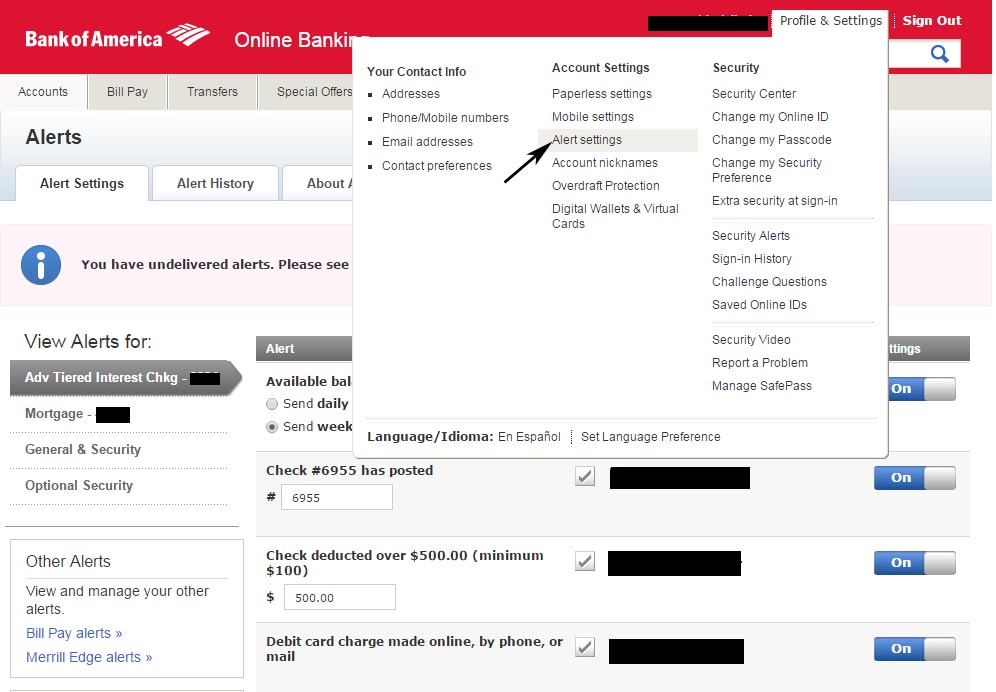 Bank of America
Online Banking
Profile & Settings
Sign Out
Accounts
Bill Pay
Transfers
Special Offers
Your Contact Info
Addresses
Phone/Mobile numbers
Email addresses
Contact preferences
Account Settings
Paperless settings
Mobile settings
Alert settings
Account nicknames
Overdraft Protection
Digital Wallets & Virtual
Cards
Security
Security Center
Change my Online ID
Change my Passcode
Change my Security
Preference
Extra security at sign-in
Security Alerts
Sign-in History
Challenge Questions
Saved Online IDs
Security Video
Report a Problem
Manage SafePass
Language/Idioma: En Español Set Language Preference
Alerts
Alert Settings
Alert History
About A
You have undelivered alerts. Please see
View Alerts for:
Adv Tiered Interest Chkg -
Mortgage -
General & Security
Optional Security
Other Alerts
View and manage your other
alerts.
Bill Pay alerts »
Merrill Edge alerts »
Alert
ttings
Available bal
Send daily
Send week
On
Check #6955 has posted
# 6955
On
Check deducted over $500.00 (minimum
$100)
$ 500.00
On
Debit card charge made online, by phone, or
mail
On